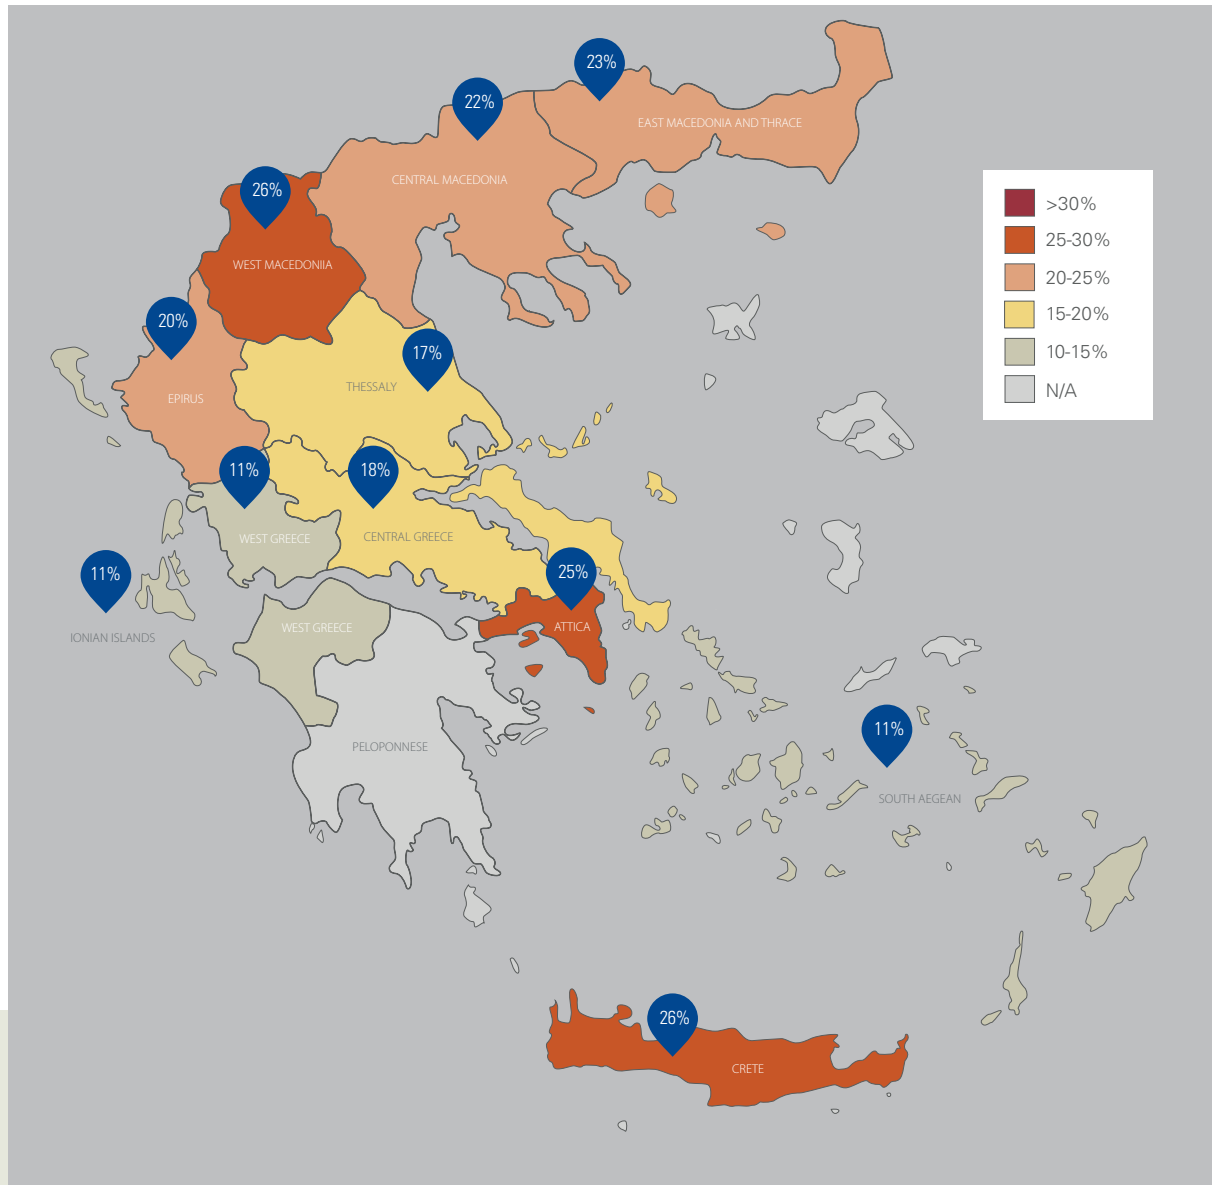 23%
22%
EAST MACEDONIA AND THRACE
CENTRAL MACEDONIA
26%
WEST MACEDONIIA
>30%
25-30%
20-25%
15-20%
10-15%
N/A
20%
17%
THESSALY
EPIRUS
11%
18%
WEST GREECE
CENTRAL GREECE
11%
25%
IONIAN ISLANDS
WEST GREECE
ATTICA
11%
PELOPONNESE
SOUTH AEGEAN
26%
CRETE